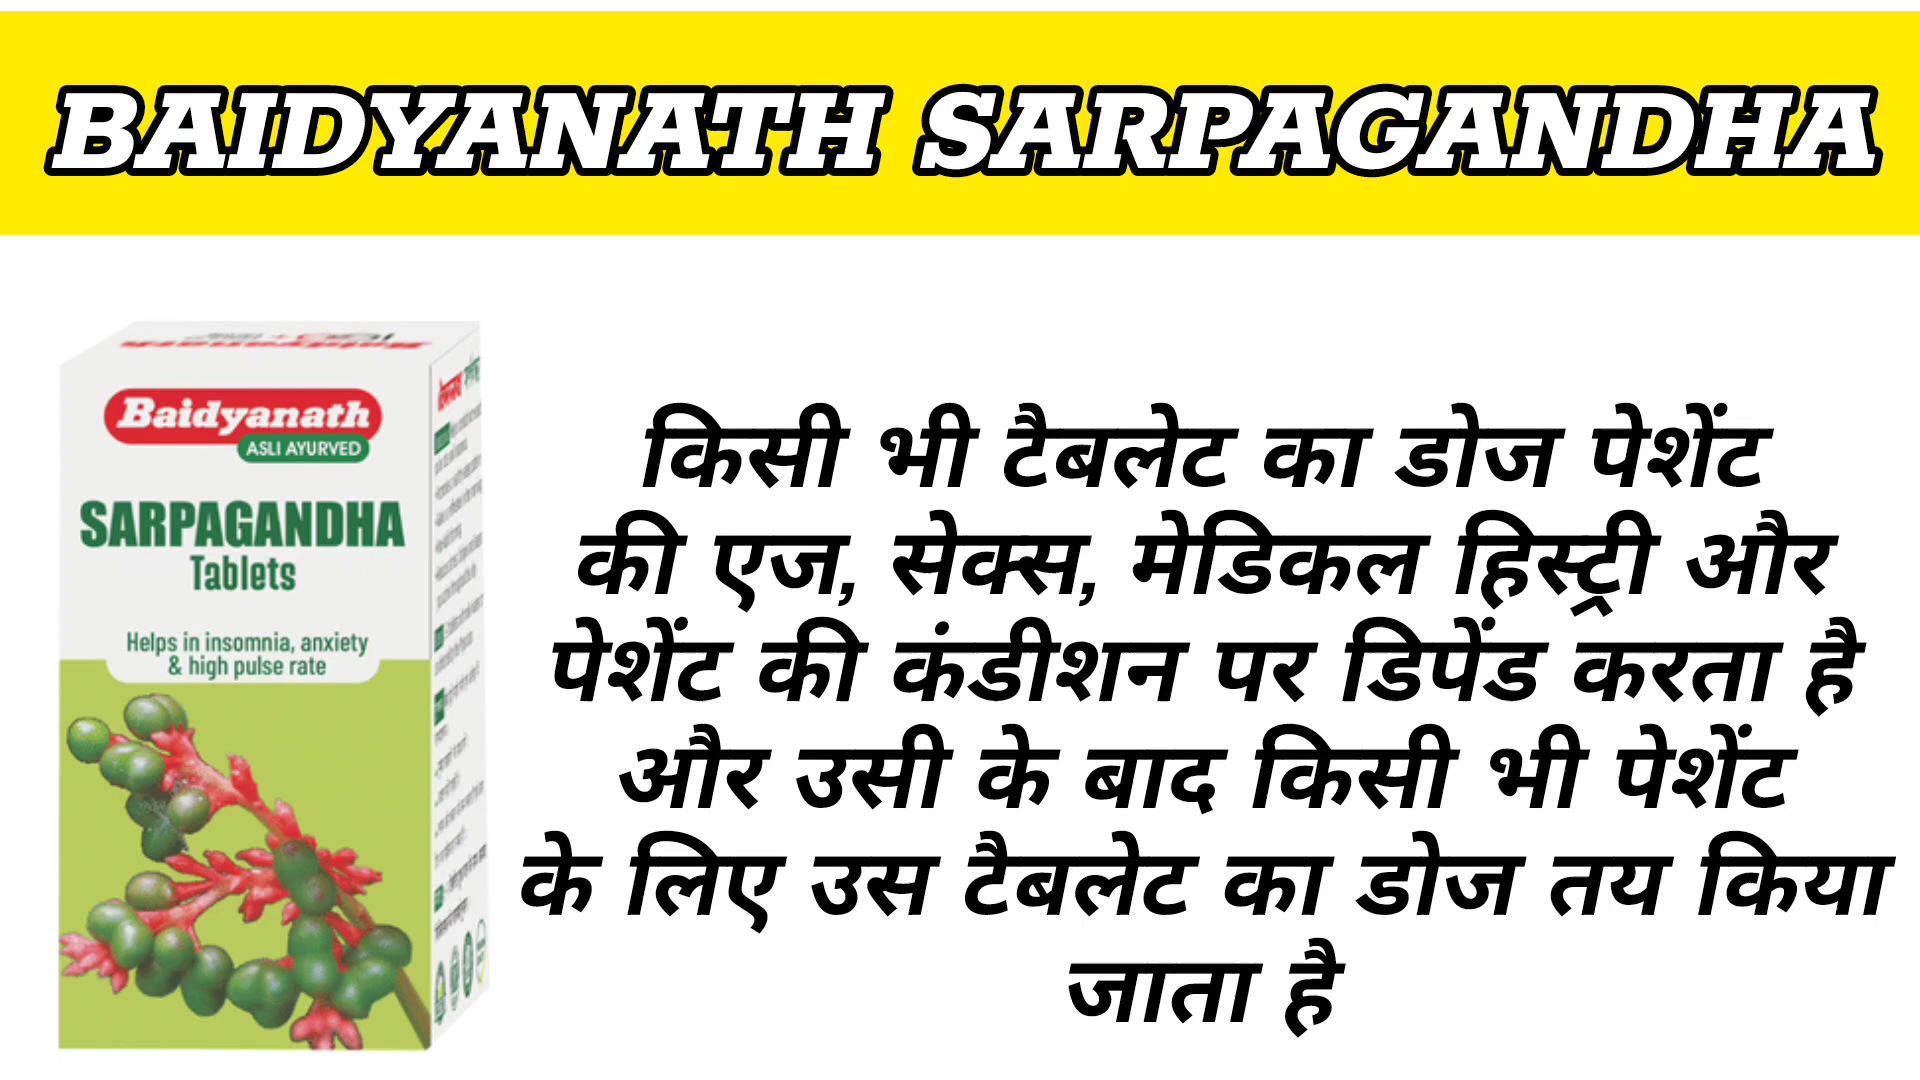 BAIDYANATH SARPAGANDHA
Baidyanath
ASLI AYURVED
SARPAGANDHA
Tablets
Helps in insomnia, anxiety
& high pulse rate
किसी भी टैबलेट का डोज पेशेंट
की एज, सेक्स, मेडिकल हिस्ट्री और
पेशेंट की कंडीशन पर डिपेंड करता है
और उसी के बाद किसी भी पेशेंट
के लिए उस टैबलेट का डोज तय किया
जाता है